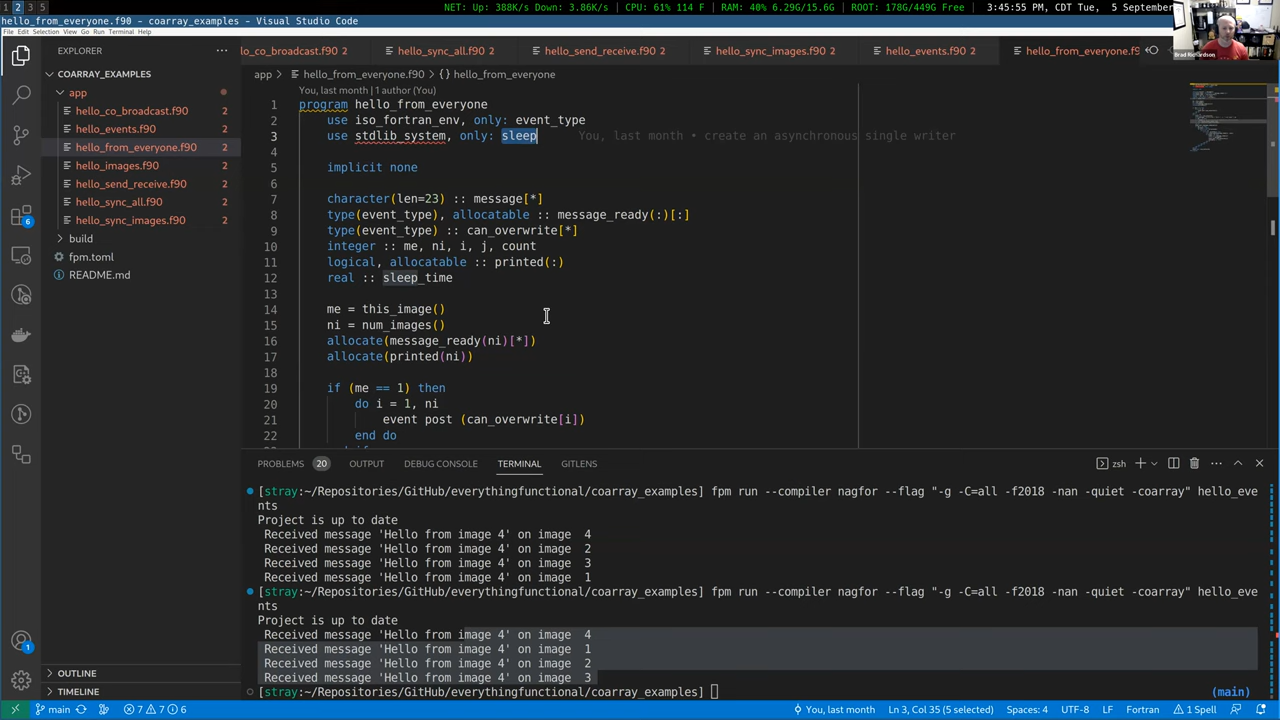 1 2 3 5
NET: Up: 388K/s Down: 3.86K/s CPU: 61% 114 F RAM: 40% 6.29G/15.6G ROOT: 178G/449G Free 3:45:55 PM, CDT Tue, 5 September
hello_from_everyone.f90 - coarray_examples - Visual Studio Code
File Edit Selection View Go Run Terminal Help
EXPLORER
COARRAY_EXAMPLES
app
hello_co_broadcast.f90 2
hello_events.f90 2
hello_from_everyone.f90 2
hello_images.f90 2
hello_send_receive.f90 2
hello_sync_all.f90 2
hello_sync_images.f90 2
build
fpm.toml
README.md
OUTLINE
TIMELINE
6
1
lo_co_broadcast.f90 2 hello_sync_all.f90 2 hello_send_receive.f90 2 hello_sync_images.f90 2 hello_events.f90 2 hello_from_everyone.f90
Brad Richardson
app > hello_from_everyone.f90 > {} hello_from_everyone
You, last month | 1 author (You)
1 program hello_from_everyone
2 use iso_fortran_env, only: event_type
3 use stdlib_system, only: sleep You, last month • create an asynchronous single writer
4
5 implicit none
6
7 character(len=23) :: message[*]
8 type(event_type), allocatable :: message_ready(:)[:]
9 type(event_type) :: can_overwrite[*]
10 integer :: me, ni, i, j, count
11 logical, allocatable :: printed(:)
12 real :: sleep_time
13
14 me = this_image()
15 ni = num_images()
16 allocate(message_ready(ni)[*])
17 allocate(printed(ni))
18
19 if (me == 1) then
20 do i = 1, ni
21 event post (can_overwrite[i])
22 end do
PROBLEMS 20 OUTPUT DEBUG CONSOLE TERMINAL GITLENS zsh
[stray:~/Repositories/GitHub/everythingfunctional/coarray_examples] fpm run --compiler nagfor --flag "-g -C=all -f2018 -nan -quiet -coarray" hello_eve
nts
Project is up to date
Received message 'Hello from image 4' on image 4
Received message 'Hello from image 4' on image 2
Received message 'Hello from image 4' on image 3
Received message 'Hello from image 4' on image 1
[stray:~/Repositories/GitHub/everythingfunctional/coarray_examples] fpm run --compiler nagfor --flag "-g -C=all -f2018 -nan -quiet -coarray" hello_eve
nts
Project is up to date
Received message 'Hello from image 4' on image 4
Received message 'Hello from image 4' on image 1
Received message 'Hello from image 4' on image 2
Received message 'Hello from image 4' on image 3
[stray:~/Repositories/GitHub/everythingfunctional/coarray_examples] (main)
main 7 7 6 You, last month Ln 3, Col 35 (5 selected) Spaces: 4 UTF-8 LF Fortran 1 Spell